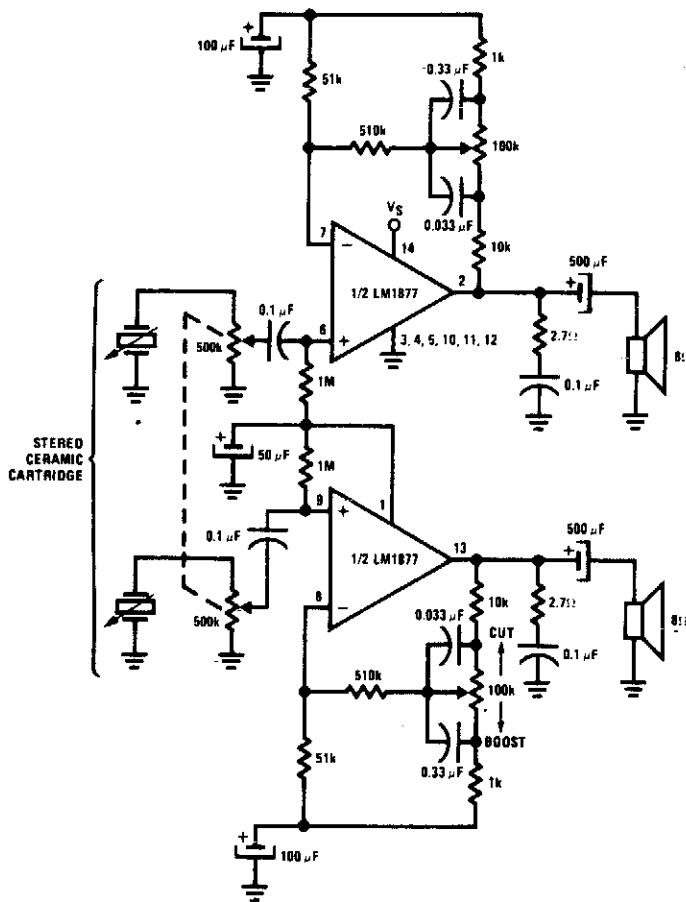 100 µF
+
1k
51k
0.33 µF
510k
100k
0.033 µF
VS
7
−
14
10k
500 µF
+
1/2 LM1877
2
0.1 µF
6
+
3, 4, 5, 10, 11, 12
2.7Ω
8Ω
500k
1M
0.1 µF
STEREO
CERAMIC
CARTRIDGE
+
50 µF
1M
9
+
1
0.1 µF
1/2 LM1877
13
500 µF
+
8
−
500k
10k
2.7Ω
8Ω
0.033 µF
CUT
0.1 µF
510k
100k
BOOST
0.33 µF
51k
1k
+
100 µF